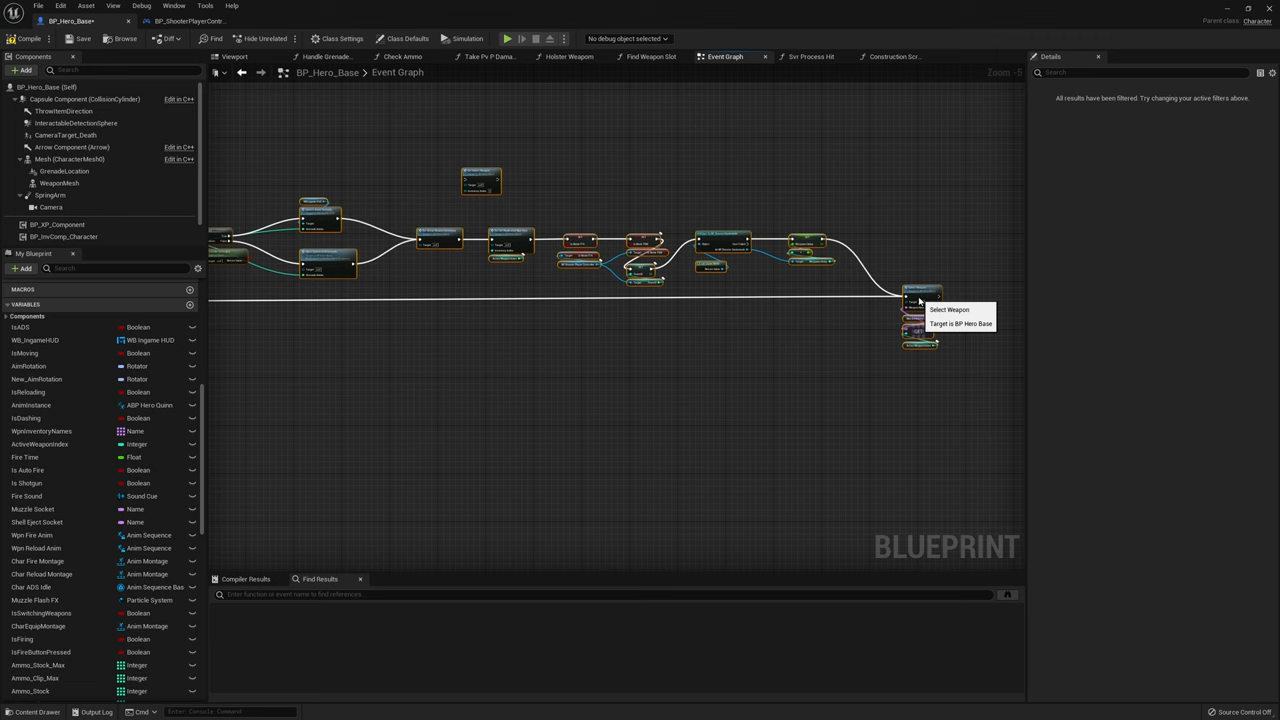 File Edit Asset View Debug Window Tools Help
BP_Hero_Base* BP_ShooterPlayerContr...
Parent class: Character
Compile Save Browse Diff Find Hide Unrelated Class Settings Class Defaults Simulation No debug object selected
Components
Add Search
BP_Hero_Base (Self)
Capsule Component (CollisionCylinder) Edit in C++
ThrowItemDirection
InteractableDetectionSphere
CameraTarget_Death
Arrow Component (Arrow) Edit in C++
Mesh (CharacterMesh0) Edit in C++
GrenadeLocation
WeaponMesh
SpringArm
Camera
BP_XP_Component
BP_InvComp_Character
My Blueprint
Add Search
MACROS
VARIABLES
IsADS Boolean
WB_IngameHUD WB Ingame HUD
IsMoving Boolean
AimRotation Rotator
New_AimRotation Rotator
IsReloading Boolean
AnimInstance ABP Hero Quinn
IsDashing Boolean
WpnInventoryNames Name
ActiveWeaponIndex Integer
Fire Time Float
Is Auto Fire Boolean
Is Shotgun Boolean
Fire Sound Sound Cue
Muzzle Socket Name
Shell Eject Socket Name
Wpn Fire Anim Anim Sequence
Wpn Reload Anim Anim Sequence
Char Fire Montage Anim Montage
Char Reload Montage Anim Montage
Char ADS Idle Anim Sequence Bas
Muzzle Flash FX Particle System
IsSwitchingWeapons Boolean
CharEquipMontage Anim Montage
IsFiring Boolean
IsFireButtonPressed Boolean
Ammo_Stock_Max Integer
Ammo_Clip_Max Integer
Ammo_Stock Integer
Viewport Handle Grenade... Check Ammo Take Pv P Dama... Holster Weapon Find Weapon Slot Event Graph Svr Process Hit Construction Scr...
BP_Hero_Base > Event Graph
Zoom -5
Select Weapon
Target is BP Hero Base
BLUEPRINT
Compiler Results Find Results
Enter function or event name to find references...
Details
Search
All results have been filtered. Try changing your active filters above.
Content Drawer Output Log Cmd Enter Console Command Source Control Off